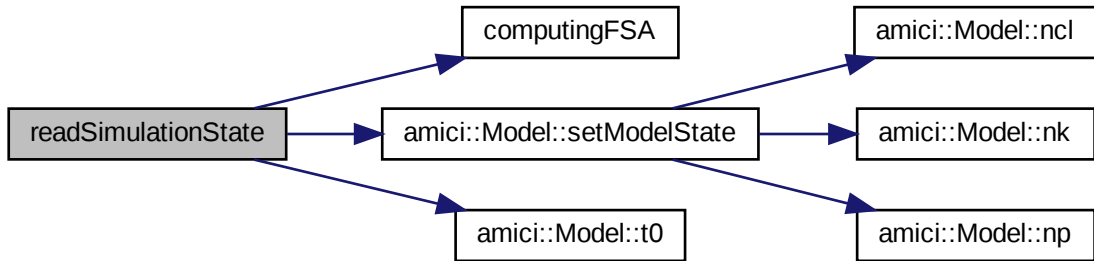 computingFSA
amici::Model::ncl
readSimulationState
amici::Model::setModelState
amici::Model::nk
amici::Model::t0
amici::Model::np